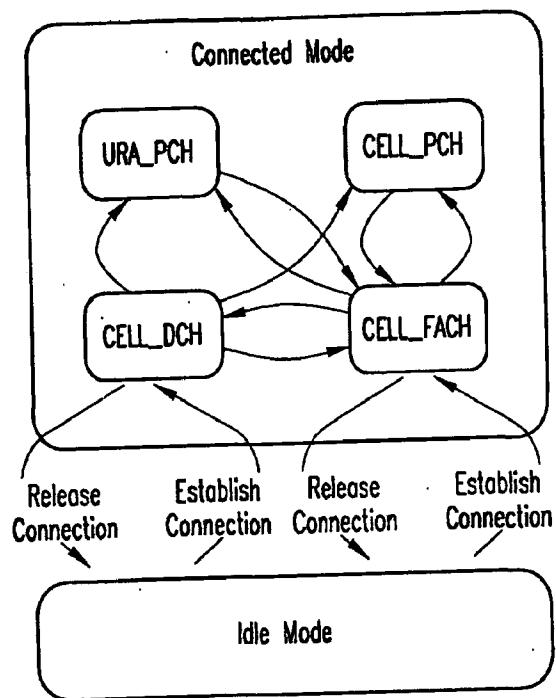 Connected Mode
URA_PCH
CELL_PCH
CELL_DCH
CELL_FACH
Release
Connection
Establish
Connection
Release
Connection
Establish
Connection
Idle Mode